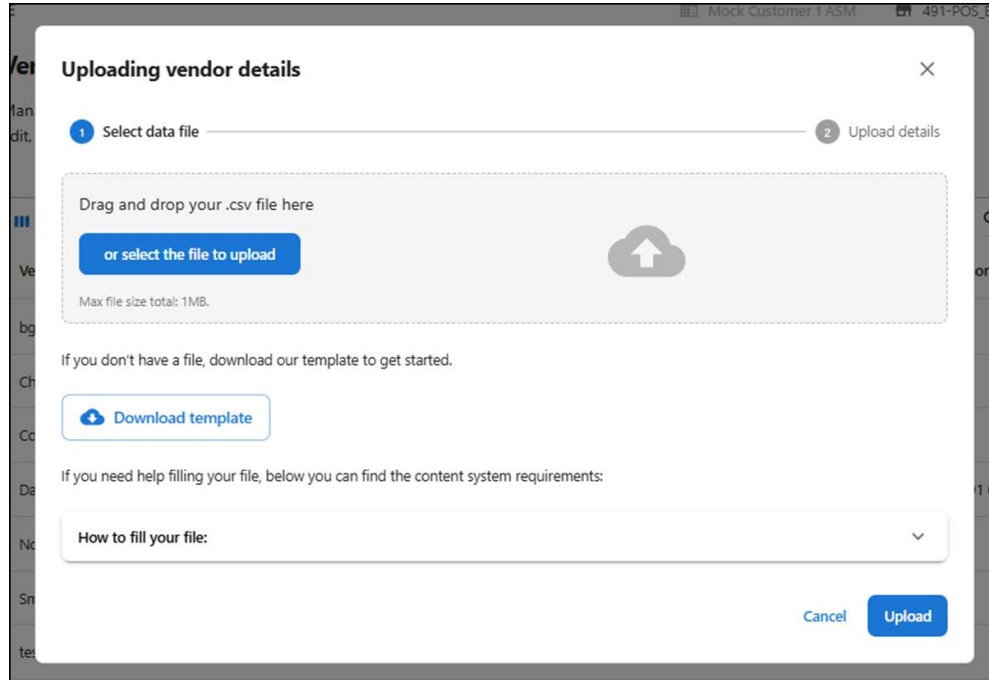 Mock Customer 1 ASM
Uploading vendor details
1 Select data file
2 Upload details
Drag and drop your .csv file here
or select the file to upload
Max file size total: 1MB.
If you don't have a file, download our template to get started.
Download template
If you need help filling your file, below you can find the content system requirements:
How to fill your file:
Cancel
Upload